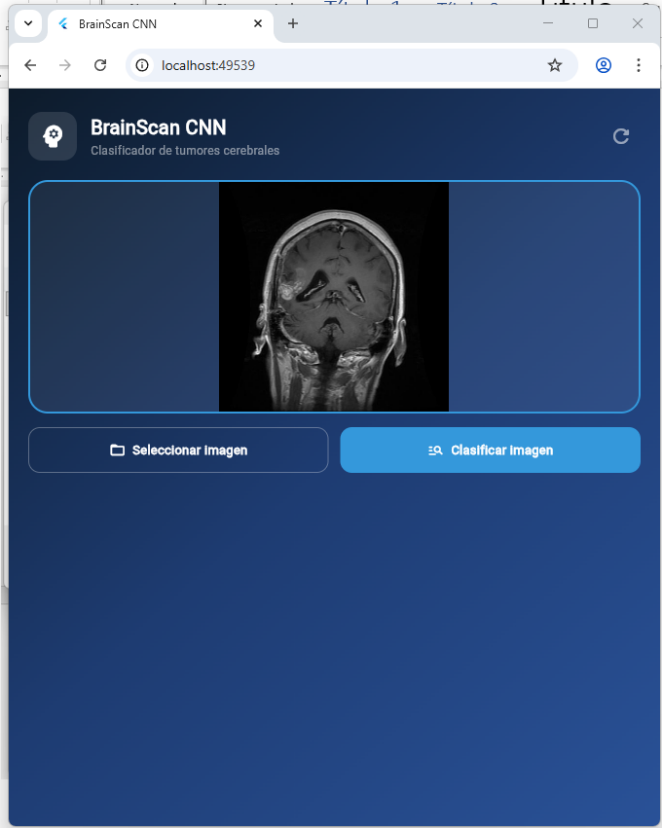 BrainScan CNN
localhost:49539
BrainScan CNN
Clasificador de tumores cerebrales
Seleccionar Imagen
Clasificar Imagen